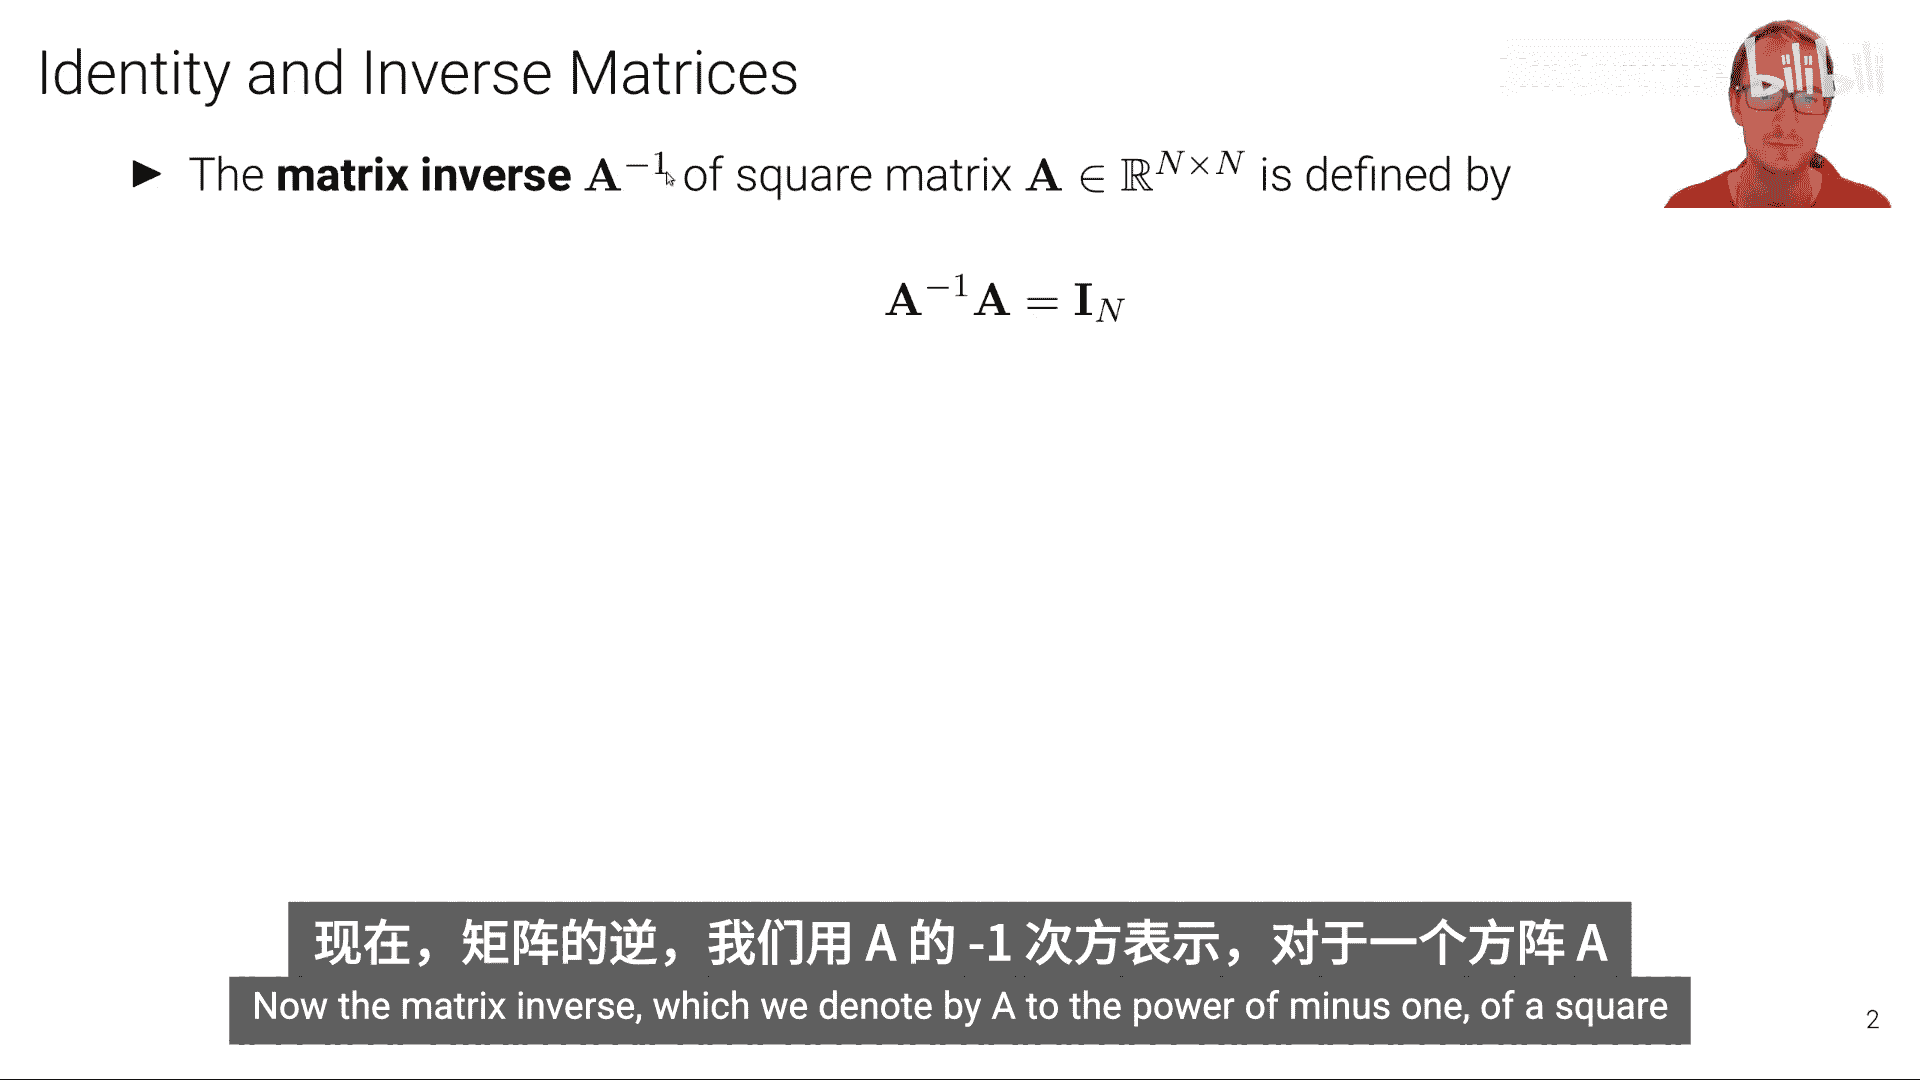 Identity and Inverse Matrices
bilibili
▶ The matrix inverse A⁻¹ of square matrix A ∈ ℝᴺˣᴺ is defined by
A⁻¹A = I_N
现在，矩阵的逆，我们用 A 的 -1 次方表示，对于一个方阵 A
Now the matrix inverse, which we denote by A to the power of minus one, of a square
2